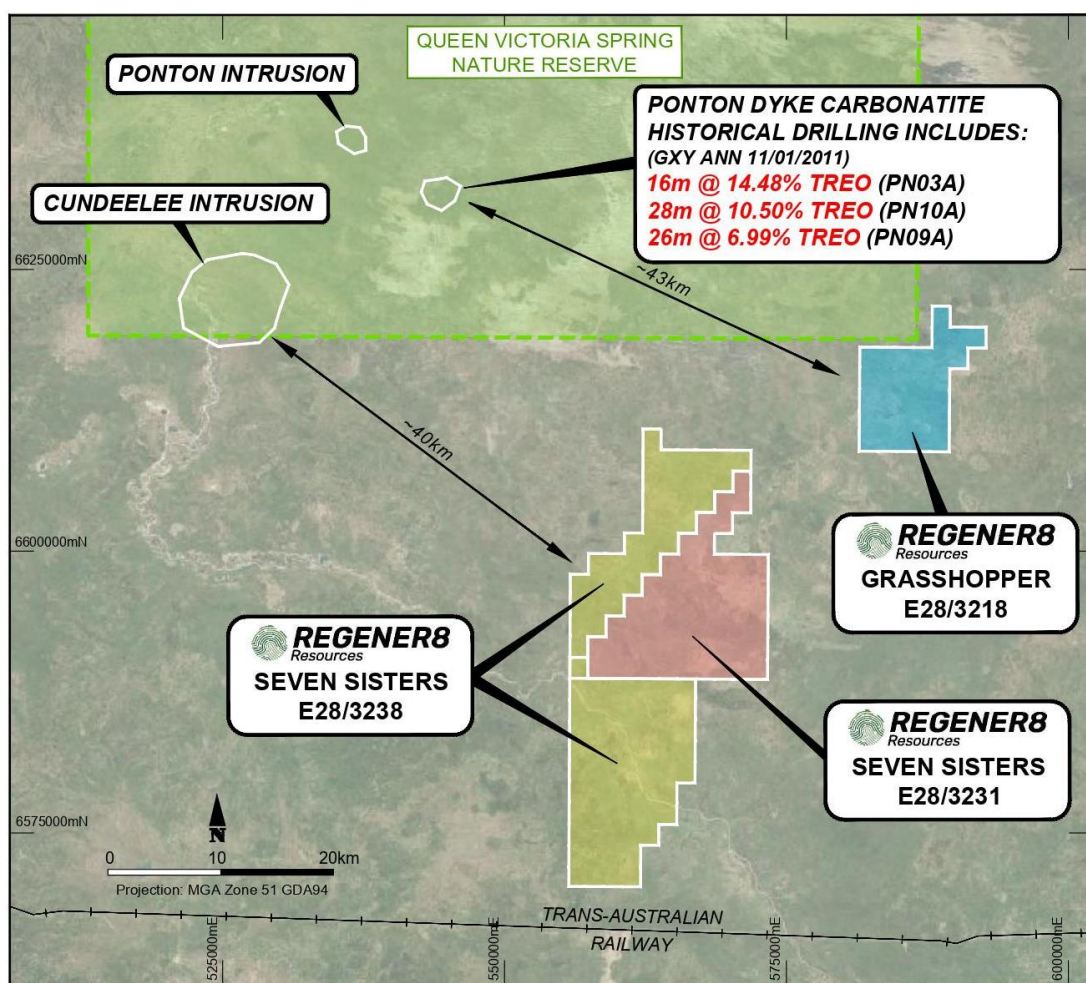 QUEEN VICTORIA SPRING
NATURE RESERVE
PONTON INTRUSION
PONTON DYKE CARBONATITE
HISTORICAL DRILLING INCLUDES:
(GXY ANN 11/01/2011)
16m @ 14.48% TREO (PN03A)
28m @ 10.50% TREO (PN10A)
26m @ 6.99% TREO (PN09A)
CUNDEELEE INTRUSION
6625000mN
~43km
~40km
6600000mN
REGENER8
Resources
GRASSHOPPER
E28/3218
REGENER8
Resources
SEVEN SISTERS
E28/3238
REGENER8
Resources
SEVEN SISTERS
E28/3231
6575000mN
N
0 10 20km
Projection: MGA Zone 51 GDA94
TRANS-AUSTRALIAN
RAILWAY
525000mE
550000mE
575000mE
600000mE